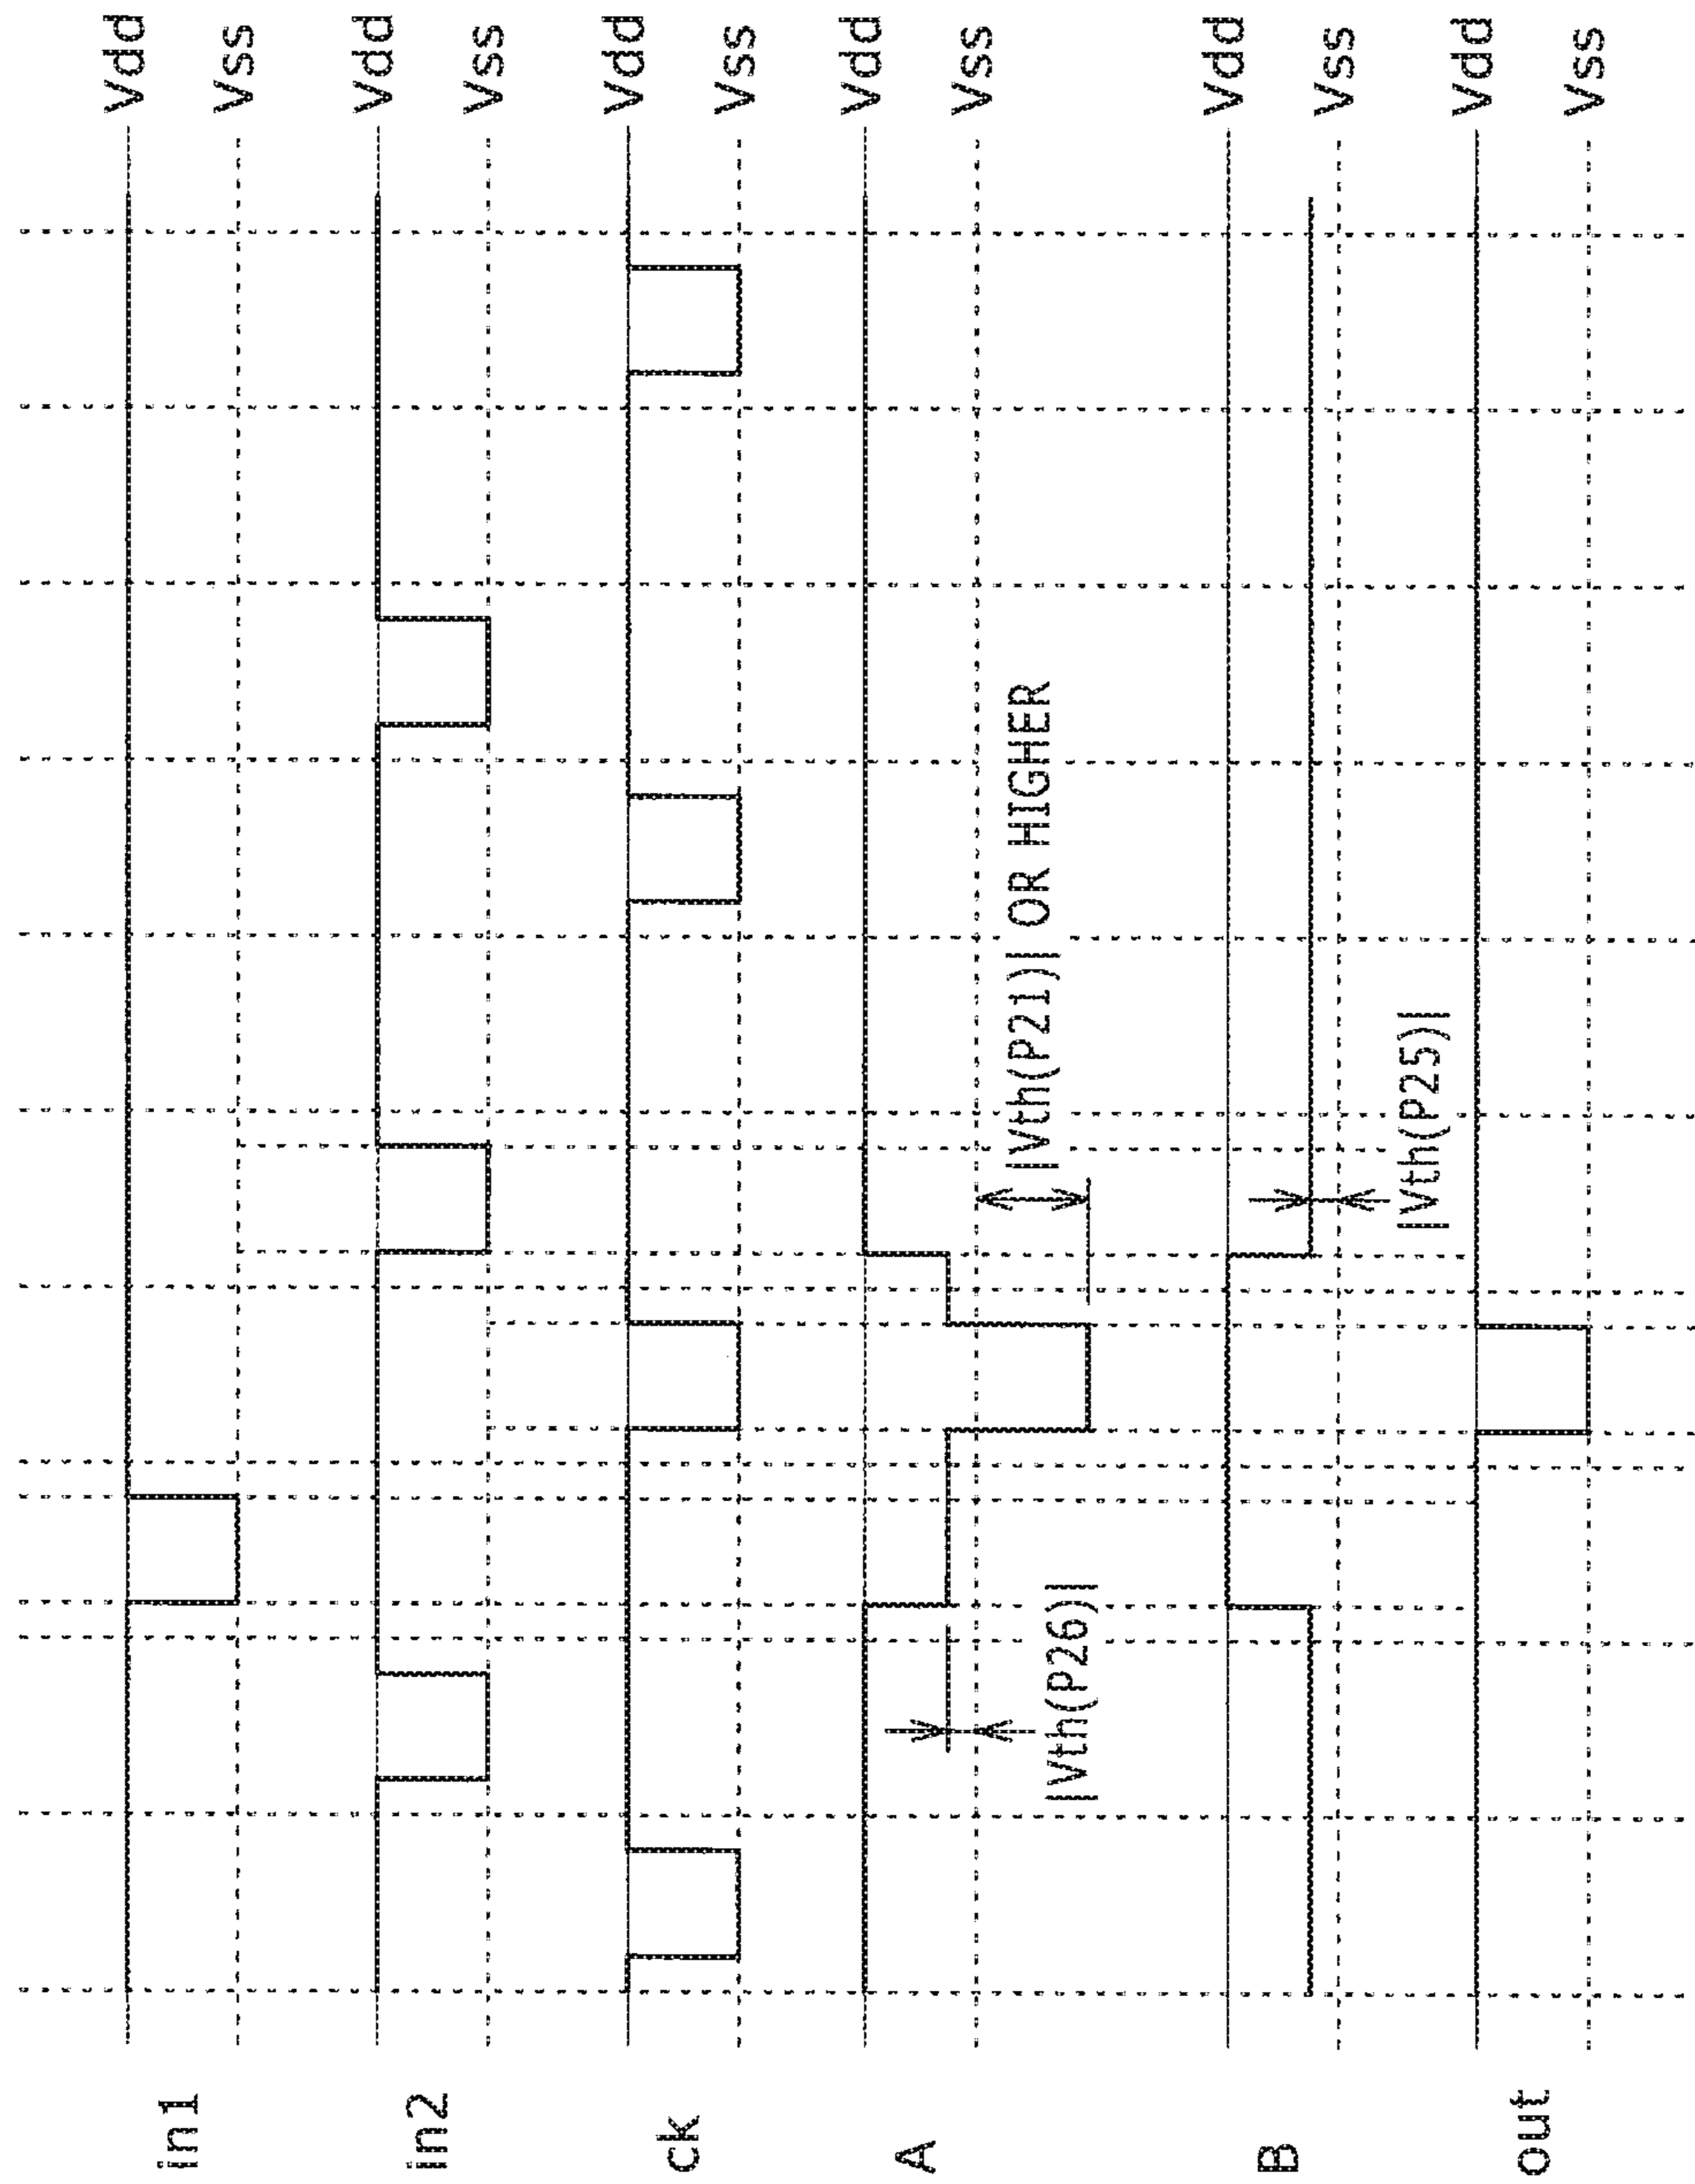 in1
Vdd
Vss
in2
Vdd
Vss
ck
Vdd
Vss
A
Vdd
Vss
|Vth(P26)|
|Vth(P21)| OR HIGHER
B
Vdd
Vss
|Vth(P25)|
out
Vdd
Vss